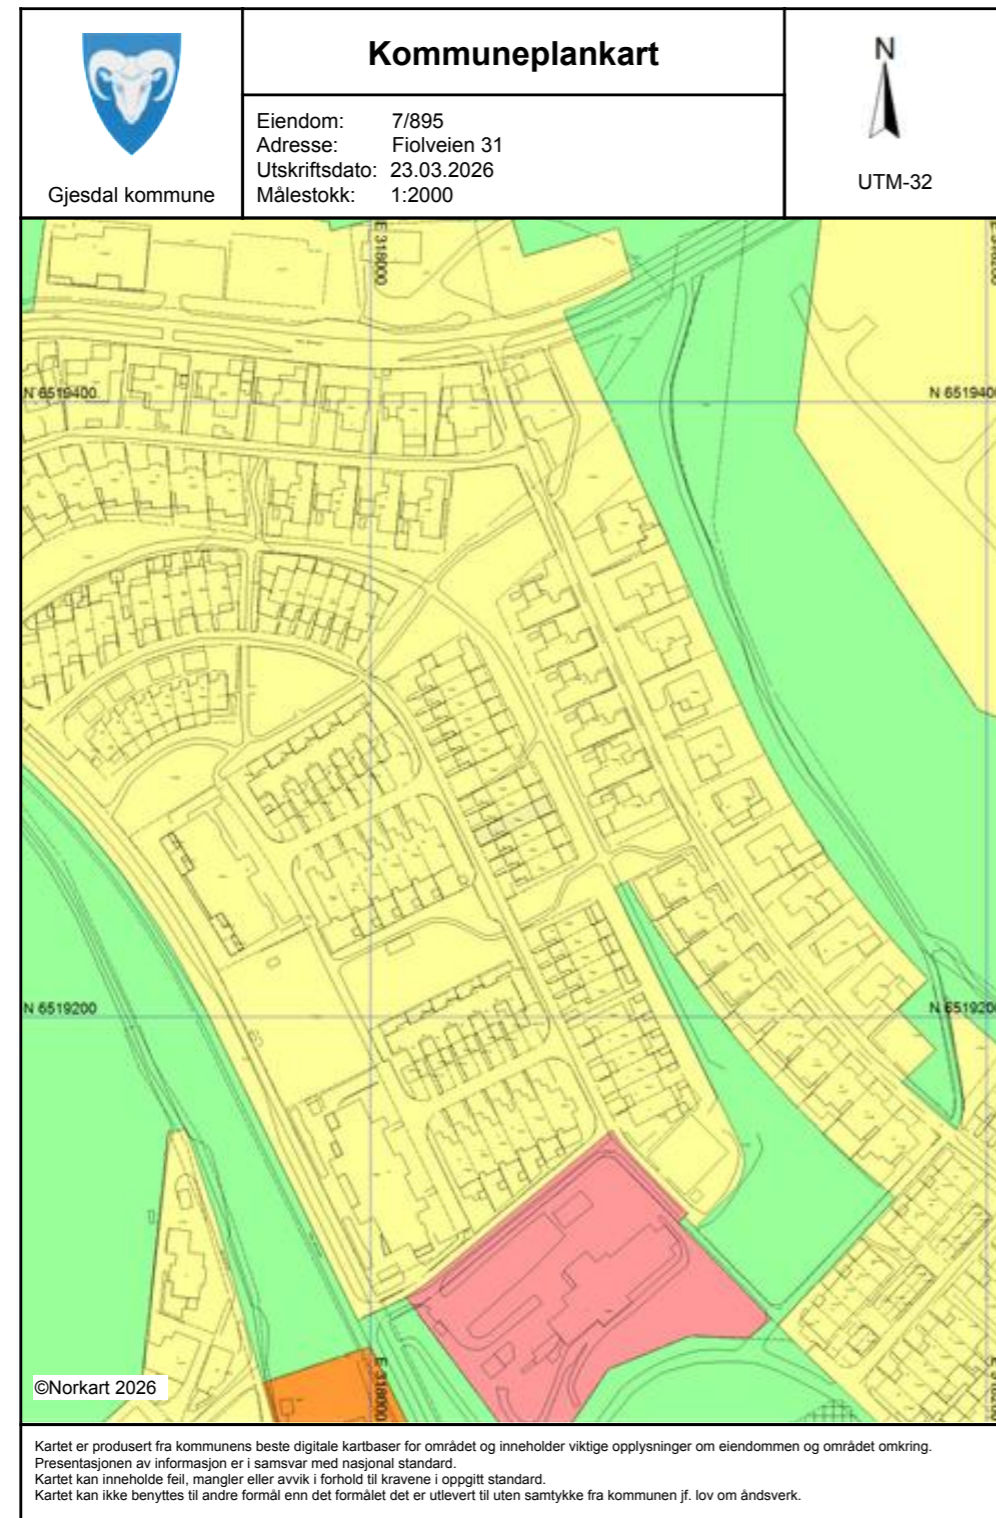 Kommuneplankart
Gjesdal kommune
Eiendom: 7/895
Adresse: Fiolveien 31
Utskriftsdato: 23.03.2026
Målestokk: 1:2000
N
UTM-32
E 318000
N 6519400
N 6519400
N 6519200
N 6519200
E 318000
©Norkart 2026
Kartet er produsert fra kommunens beste digitale kartbaser for området og inneholder viktige opplysninger om eiendommen og området omkring.
Presentasjonen av informasjon er i samsvar med nasjonal standard.
Kartet kan inneholde feil, mangler eller avvik i forhold til kravene i oppgitt standard.
Kartet kan ikke benyttes til andre formål enn det formålet det er utlevert til uten samtykke fra kommunen jf. lov om åndsverk.